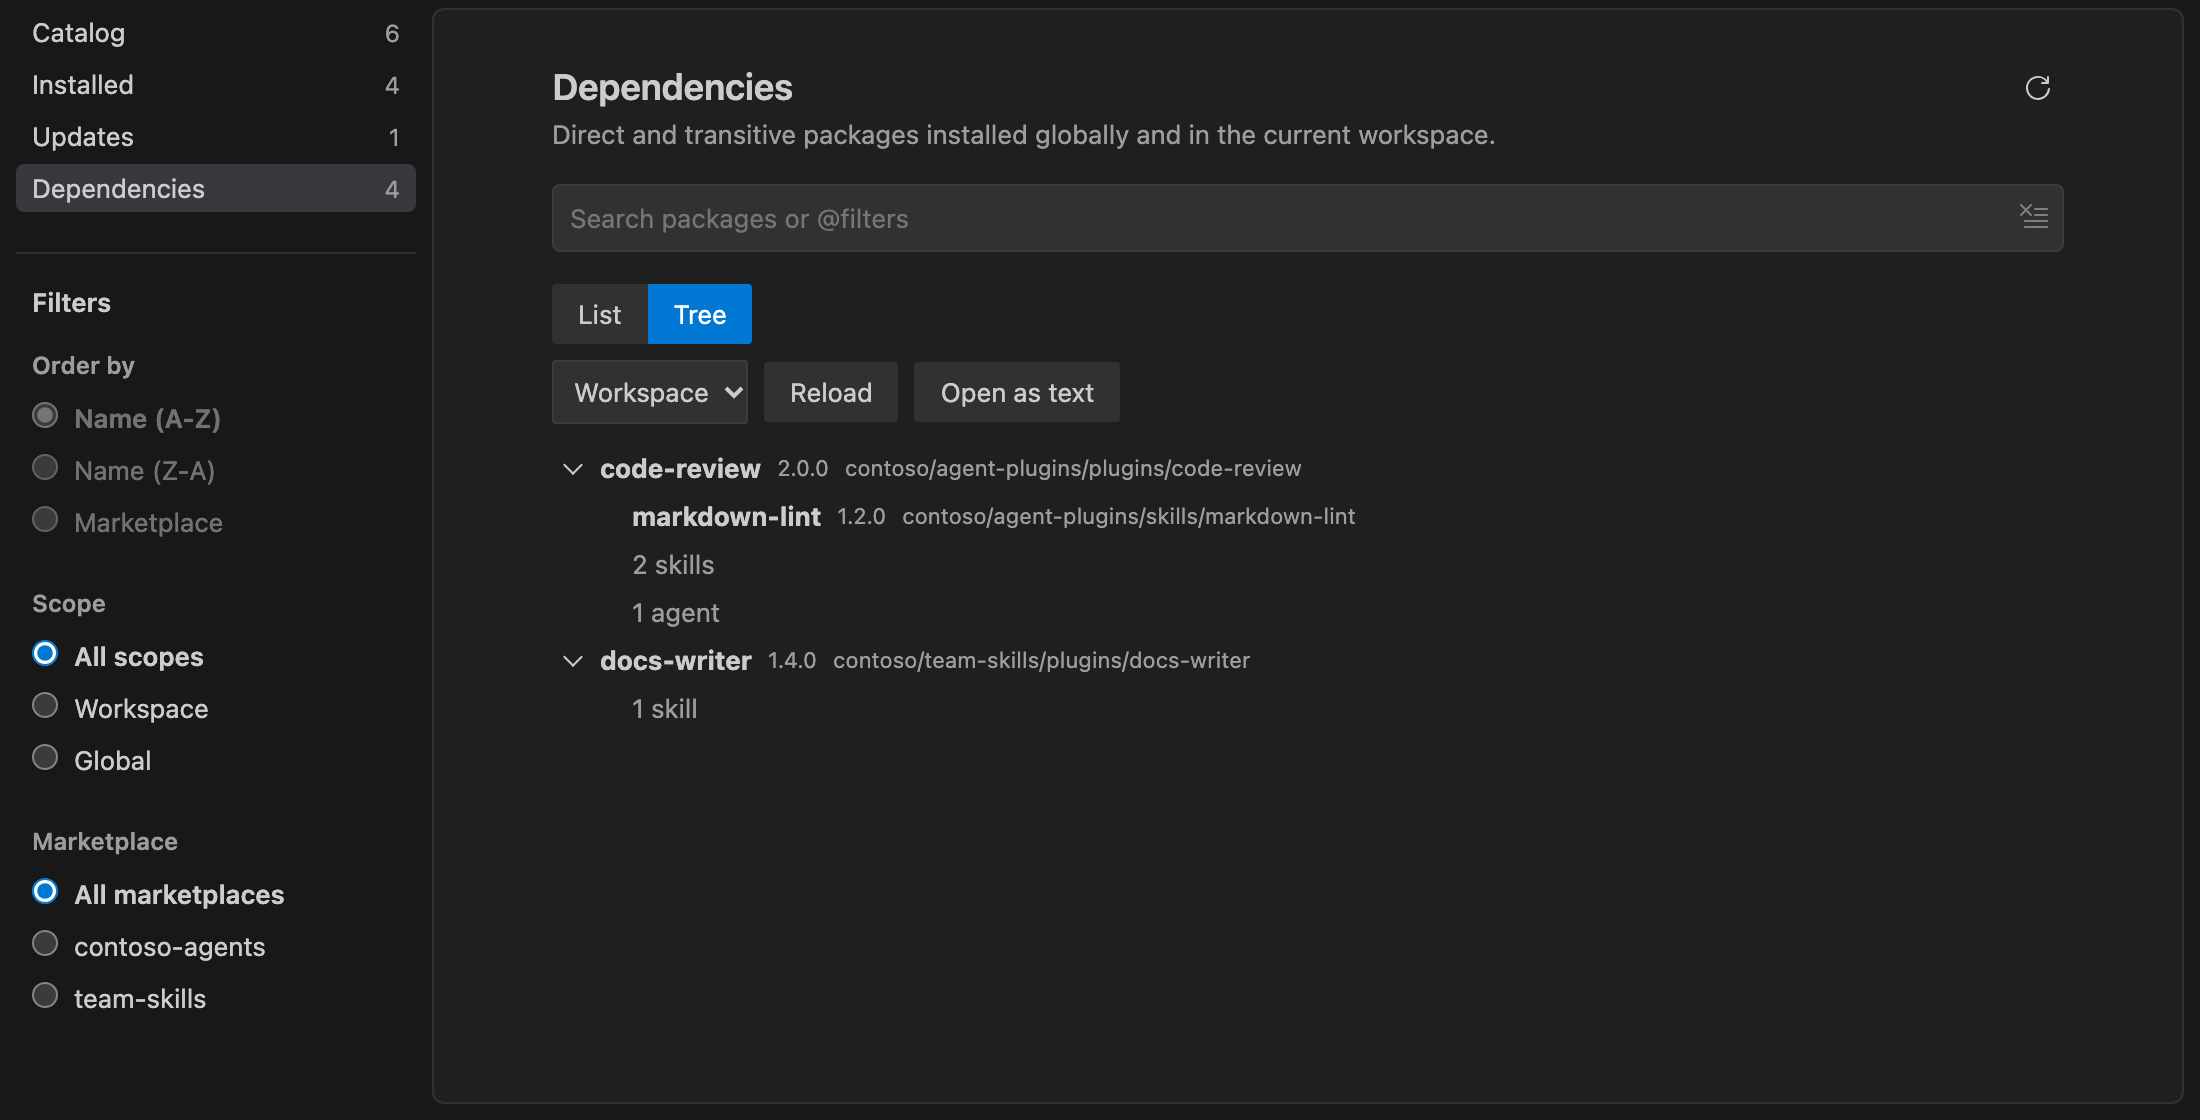 Catalog 6
Installed 4
Updates 1
Dependencies 4
Filters
Order by
Name (A-Z)
Name (Z-A)
Marketplace
Scope
All scopes
Workspace
Global
Marketplace
All marketplaces
contoso-agents
team-skills
Dependencies
Direct and transitive packages installed globally and in the current workspace.
Search packages or @filters
List Tree
Workspace Reload Open as text
code-review 2.0.0 contoso/agent-plugins/plugins/code-review
markdown-lint 1.2.0 contoso/agent-plugins/skills/markdown-lint
2 skills
1 agent
docs-writer 1.4.0 contoso/team-skills/plugins/docs-writer
1 skill